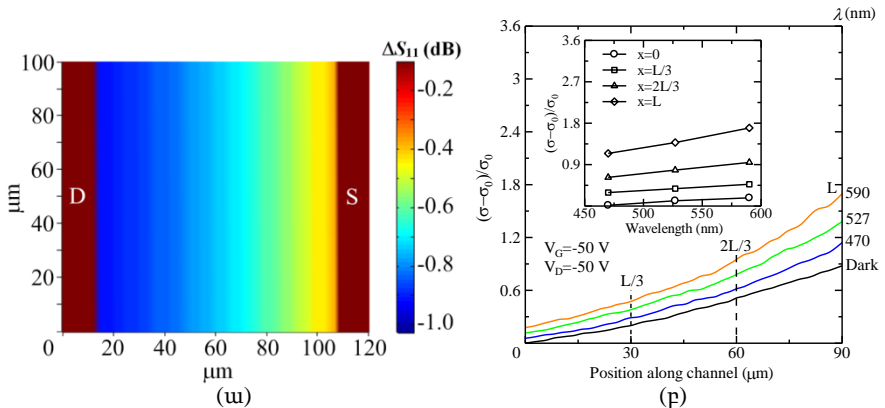 ΔS₁₁ (dB)
100
80
60
40
20
0
μm
D
S
-0.2
-0.4
-0.6
-0.8
-1.0
0
20
40
60
80
100
120
μm
(ա)
3.6
3.0
2.4
1.8
1.2
0.6
0
(σ−σ₀)/σ₀
λ (nm)
3.6
2.7
1.8
0.9
(σ−σ₀)/σ₀
x=0
x=L/3
x=2L/3
x=L
450
500
550
600
Wavelength (nm)
V_G=-50 V
V_D=-50 V
L/3
2L/3
L
590
527
470
Dark
30
60
90
Position along channel (μm)
(բ)